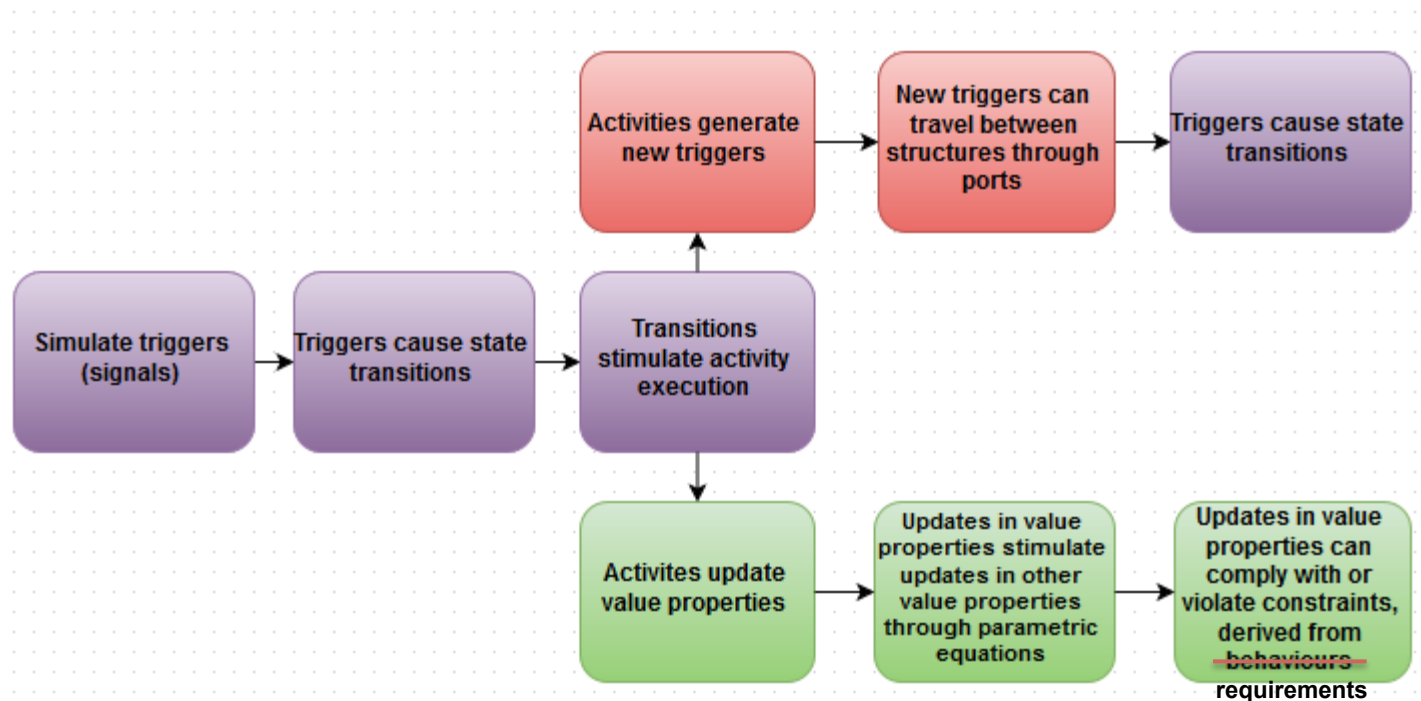 Activities generate
new triggers
New triggers can
travel between
structures through
ports
Triggers cause state
transitions
Simulate triggers
(signals)
Triggers cause state
transitions
Transitions
stimulate activity
execution
Activites update
value properties
Updates in value
properties stimulate
updates in other
value properties
through parametric
equations
Updates in value
properties can
comply with or
violate constraints,
derived from
behaviours
requirements